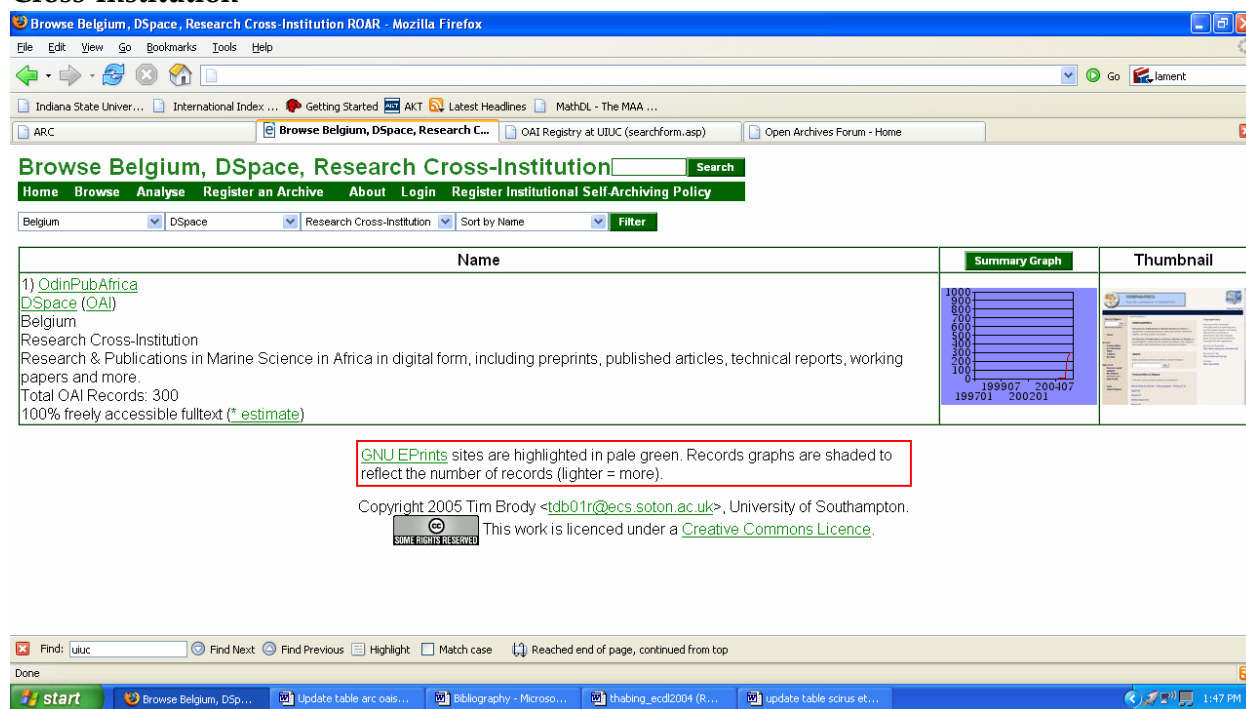 Cross-Institution
Browse Belgium, DSpace, Research Cross-Institution ROAR - Mozilla Firefox
File Edit View Go Bookmarks Tools Help
Go lament
Indiana State Univer... International Index ... Getting Started AKT AKT Latest Headlines MathDL - The MAA ...
ARC Browse Belgium, DSpace, Research C... OAI Registry at UIUC (searchform.asp) Open Archives Forum - Home
Browse Belgium, DSpace, Research Cross-Institution Search
Home Browse Analyse Register an Archive About Login Register Institutional Self-Archiving Policy
Belgium DSpace Research Cross-Institution Sort by Name Filter
Name Summary Graph Thumbnail
1) OdinPubAfrica
DSpace (OAI)
Belgium
Research Cross-Institution
Research & Publications in Marine Science in Africa in digital form, including preprints, published articles, technical reports, working
papers and more.
Total OAI Records: 300
100% freely accessible fulltext (* estimate)
1000
900
800
700
600
500
400
300
200
100
0
199907 200407
199701 200201
GNU EPrints sites are highlighted in pale green. Records graphs are shaded to
reflect the number of records (lighter = more).
Copyright 2005 Tim Brody <tdb01r@ecs.soton.ac.uk>, University of Southampton.
cc SOME RIGHTS RESERVED This work is licenced under a Creative Commons Licence.
Find: uiuc Find Next Find Previous Highlight Match case Reached end of page, continued from top
Done
start Browse Belgium, DSp... Update table arc oais... Bibliography - Microso... thabing_ecdl2004 (R... update table scirus et... 1:47 PM